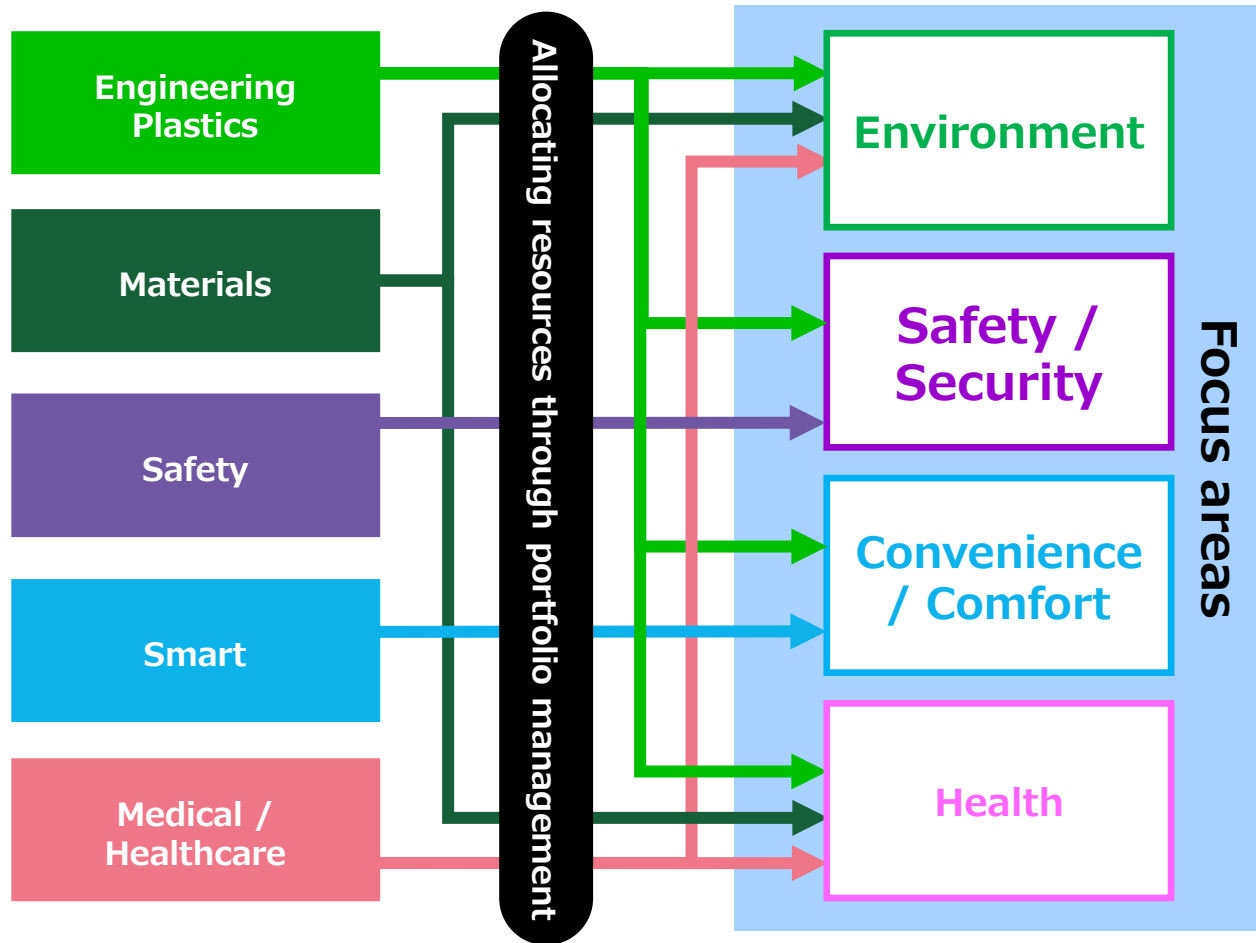 Engineering
Plastics
Materials
Safety
Smart
Medical /
Healthcare
Allocating resources through portfolio management
Environment
Safety /
Security
Convenience
/ Comfort
Health
Focus areas